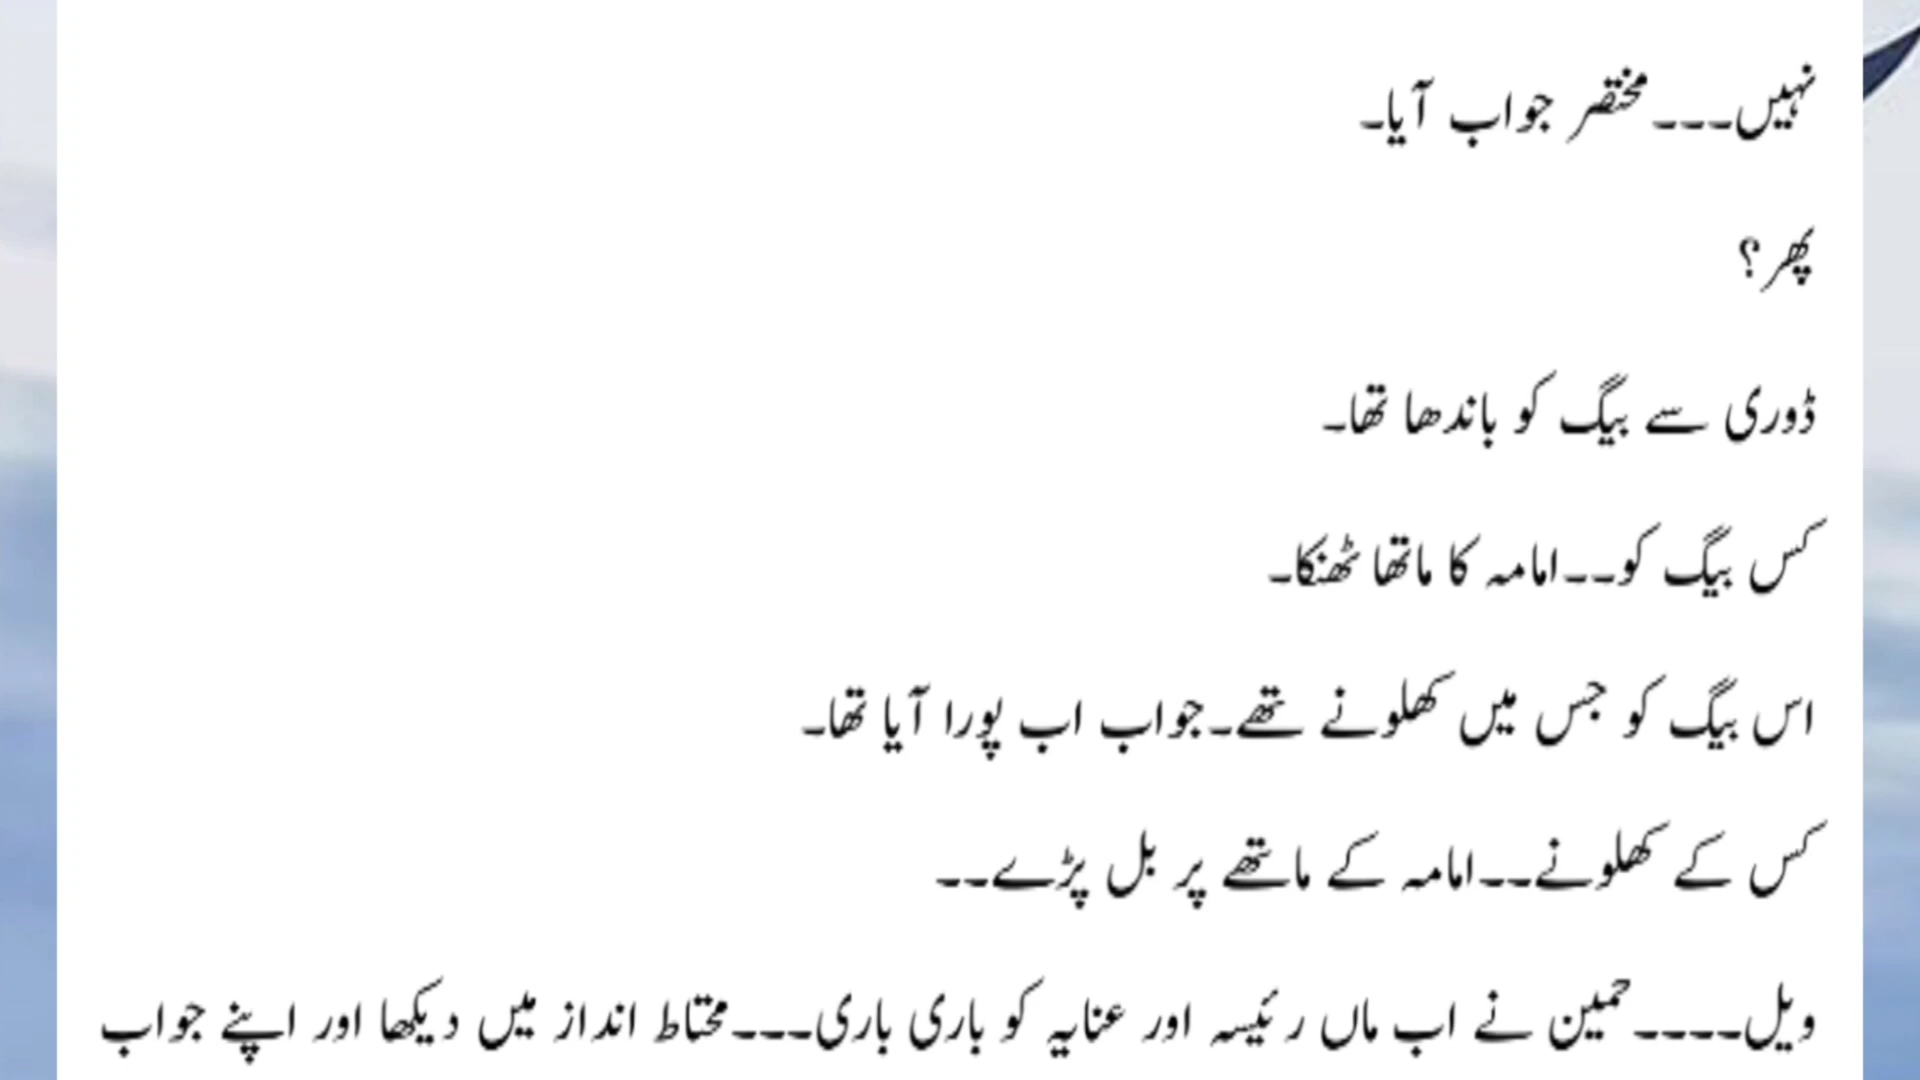 نہیں۔۔۔مختصر جواب آیا۔
پھر؟
ڈوری سے بیگ کو باندھا تھا۔
کس بیگ کو۔۔امامہ کا ماتھا ٹھنکا۔
اس بیگ کو جس میں کھلونے تھے۔جواب اب پورا آیا تھا۔
کس کے کھلونے۔۔امامہ کے ماتھے پر بل پڑے۔۔
ویل۔۔۔۔حمین نے اب ماں رئیسہ اور عنایہ کو باری باری۔۔۔محتاط انداز میں دیکھا اور اپنے جواب